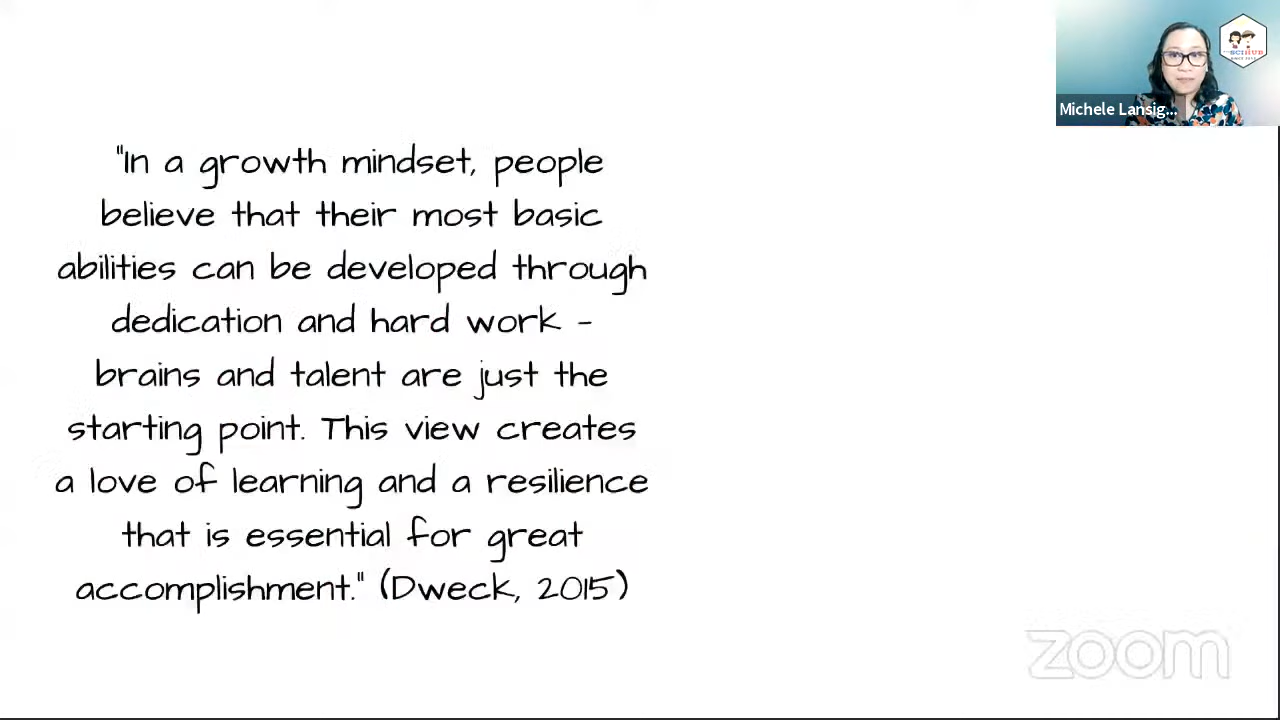 "In a growth mindset, people
believe that their most basic
abilities can be developed through
dedication and hard work -
brains and talent are just the
starting point. This view creates
a love of learning and a resilience
that is essential for great
accomplishment." (Dweck, 2015)
Michele Lansig...
SCIHUB
zoom